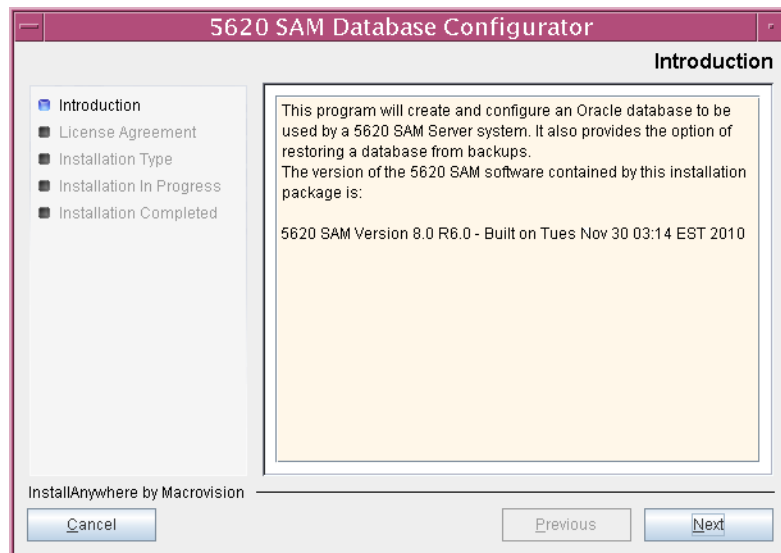 5620 SAM Database Configurator
Introduction
Introduction
License Agreement
Installation Type
Installation In Progress
Installation Completed
This program will create and configure an Oracle database to be
used by a 5620 SAM Server system. It also provides the option of
restoring a database from backups.
The version of the 5620 SAM software contained by this installation
package is:
5620 SAM Version 8.0 R6.0 - Built on Tues Nov 30 03:14 EST 2010
InstallAnywhere by Macrovision
Cancel
Previous
Next